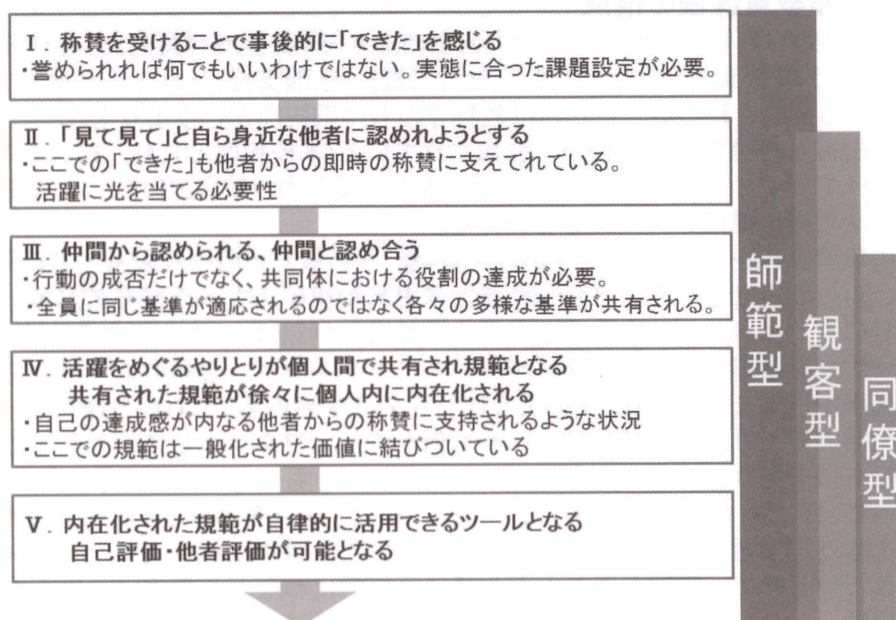 Ⅰ．称賛を受けることで事後的に「できた」を感じる
・誉められれば何でもいいわけではない。実態に合った課題設定が必要。
Ⅱ．「見て見て」と自ら身近な他者に認めれようとする
・ここでの「できた」も他者からの即時の称賛に支えてれている。
活躍に光を当てる必要性
Ⅲ．仲間から認められる、仲間と認め合う
・行動の成否だけでなく、共同体における役割の達成が必要。
・全員に同じ基準が適応されるのではなく各々の多様な基準が共有される。
Ⅳ．活躍をめぐるやりとりが個人間で共有され規範となる
共有された規範が徐々に個人内に内在化される
・自己の達成感が内なる他者からの称賛に支持されるような状況
・ここでの規範は一般化された価値に結びついている
Ⅴ．内在化された規範が自律的に活用できるツールとなる
自己評価・他者評価が可能となる
師範型
観客型
同僚型